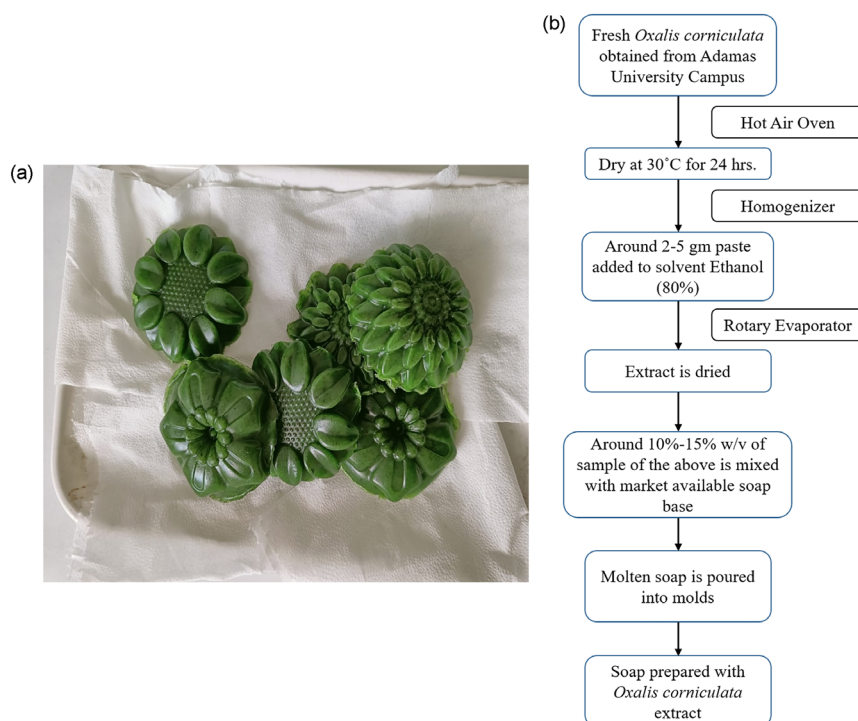 (a)
(b)
Fresh Oxalis corniculata
obtained from Adamas
University Campus
Hot Air Oven
Dry at 30˚C for 24 hrs.
Homogenizer
Around 2-5 gm paste
added to solvent Ethanol
(80%)
Rotary Evaporator
Extract is dried
Around 10%-15% w/v of
sample of the above is mixed
with market available soap
base
Molten soap is poured
into molds
Soap prepared with
Oxalis corniculata
extract